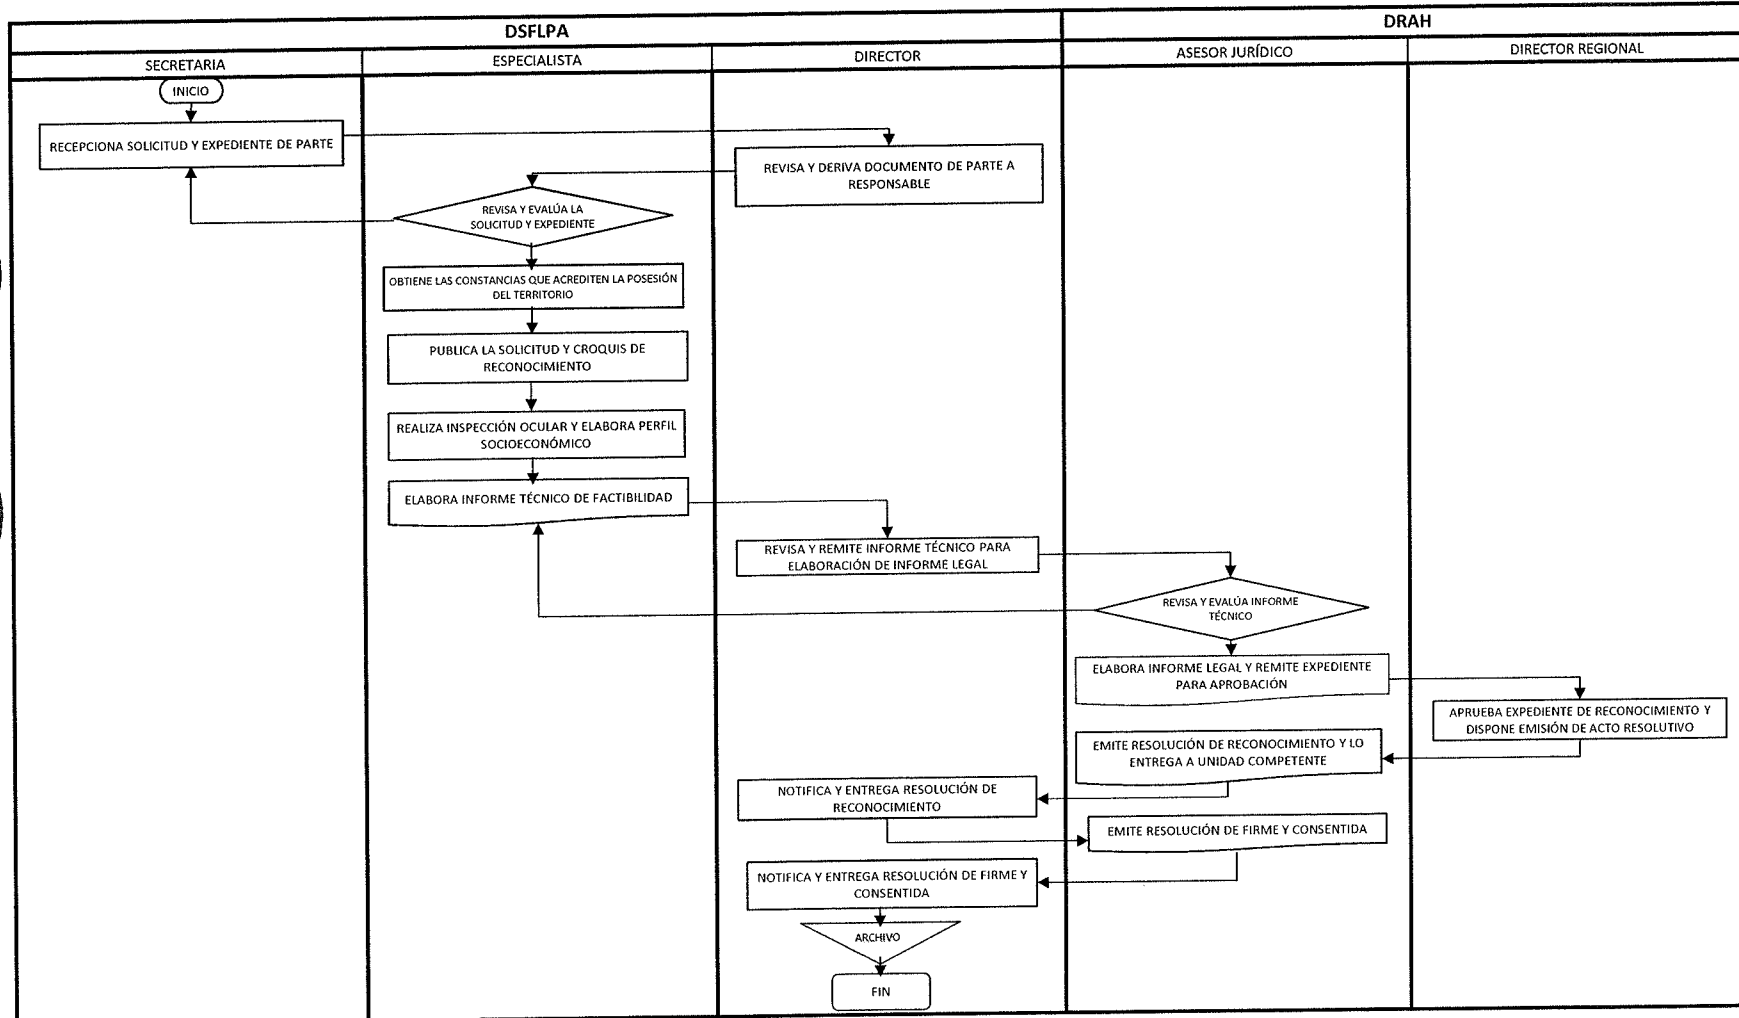 DSFLPA
DRAH
SECRETARIA
ESPECIALISTA
DIRECTOR
ASESOR JURÍDICO
DIRECTOR REGIONAL
INICIO
RECEPCIONA SOLICITUD Y EXPEDIENTE DE PARTE
REVISA Y DERIVA DOCUMENTO DE PARTE A
RESPONSABLE
REVISA Y EVALÚA LA
SOLICITUD Y EXPEDIENTE
OBTIENE LAS CONSTANCIAS QUE ACREDITEN LA POSESIÓN
DEL TERRITORIO
PUBLICA LA SOLICITUD Y CROQUIS DE
RECONOCIMIENTO
REALIZA INSPECCIÓN OCULAR Y ELABORA PERFIL
SOCIOECONÓMICO
ELABORA INFORME TÉCNICO DE FACTIBILIDAD
REVISA Y REMITE INFORME TÉCNICO PARA
ELABORACIÓN DE INFORME LEGAL
REVISA Y EVALÚA INFORME
TÉCNICO
ELABORA INFORME LEGAL Y REMITE EXPEDIENTE
PARA APROBACIÓN
APRUEBA EXPEDIENTE DE RECONOCIMIENTO Y
DISPONE EMISIÓN DE ACTO RESOLUTIVO
EMITE RESOLUCIÓN DE RECONOCIMIENTO Y LO
ENTREGA A UNIDAD COMPETENTE
NOTIFICA Y ENTREGA RESOLUCIÓN DE
RECONOCIMIENTO
EMITE RESOLUCIÓN DE FIRME Y CONSENTIDA
NOTIFICA Y ENTREGA RESOLUCIÓN DE FIRME Y
CONSENTIDA
ARCHIVO
FIN